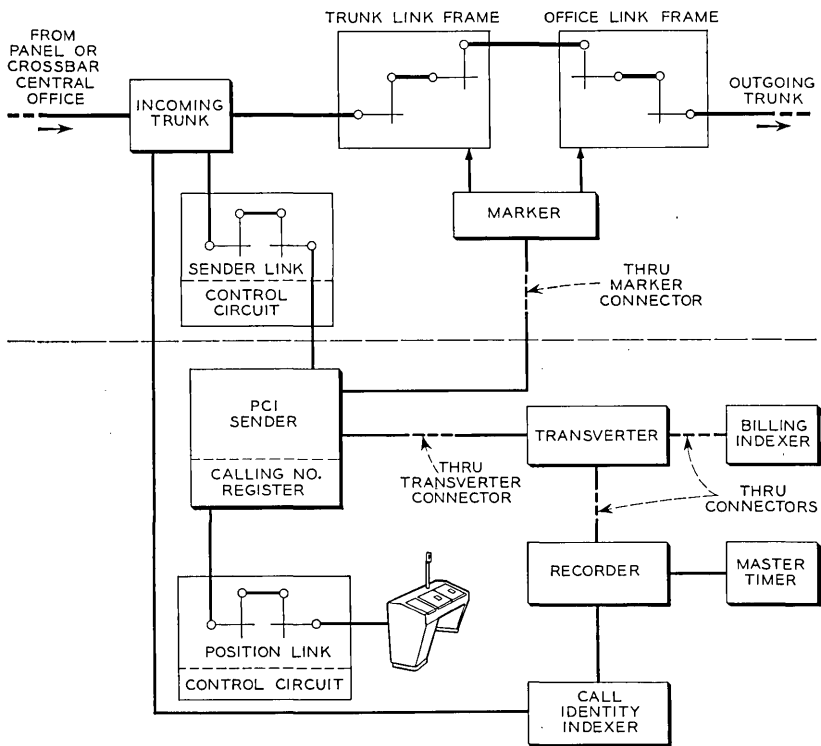 TRUNK LINK FRAME
OFFICE LINK FRAME
FROM
PANEL OR
CROSSBAR
CENTRAL
OFFICE
INCOMING
TRUNK
OUTGOING
TRUNK
MARKER
SENDER LINK
CONTROL
CIRCUIT
THRU
MARKER
CONNECTOR
PCI
SENDER
CALLING NO.
REGISTER
THRU
TRANSVERTER
CONNECTOR
TRANSVERTER
BILLING
INDEXER
THRU
CONNECTORS
RECORDER
MASTER
TIMER
POSITION LINK
CONTROL CIRCUIT
CALL
IDENTITY
INDEXER